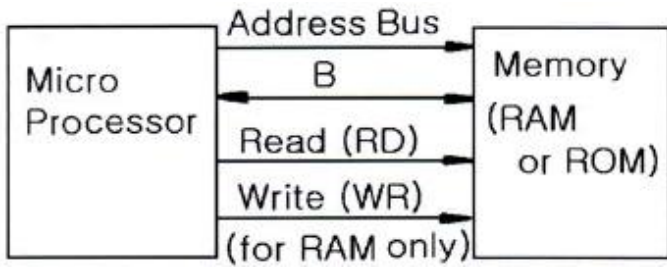 Address Bus
Micro
Processor
B
Memory
(RAM
or ROM)
Read (RD)
Write (WR)
(for RAM only)